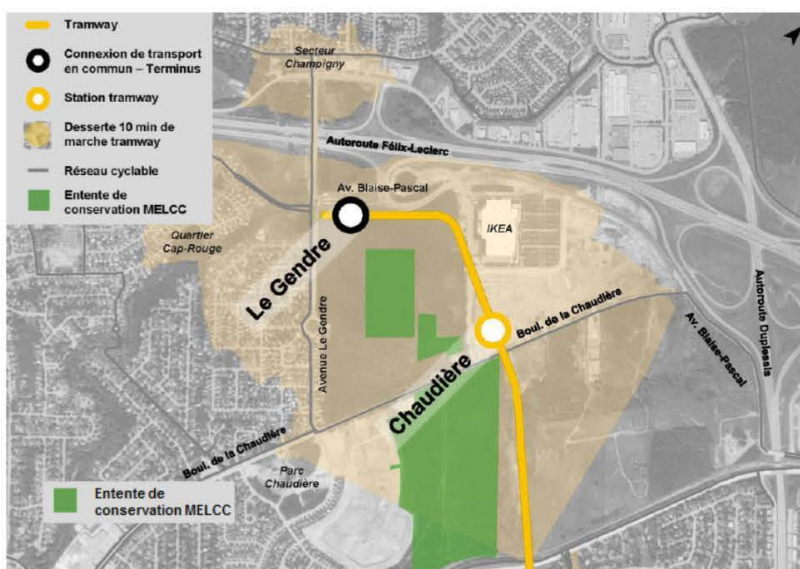 Tramway
Connexion de transport
en commun – Terminus
Station tramway
Desserte 10 min de
marche tramway
Réseau cyclable
Entente de
conservation MELCC
Secteur
Champigny
Autoroute Félix-Leclerc
Av. Blaise-Pascal
Quartier
Cap-Rouge
IKEA
Le Gendre
Avenue Le Gendre
Boul. de la Chaudière
Chaudière
Av. Blaise-Pascal
Autoroute Duplessis
Boul. de la Chaudière
Parc
Chaudière
Entente de
conservation MELCC